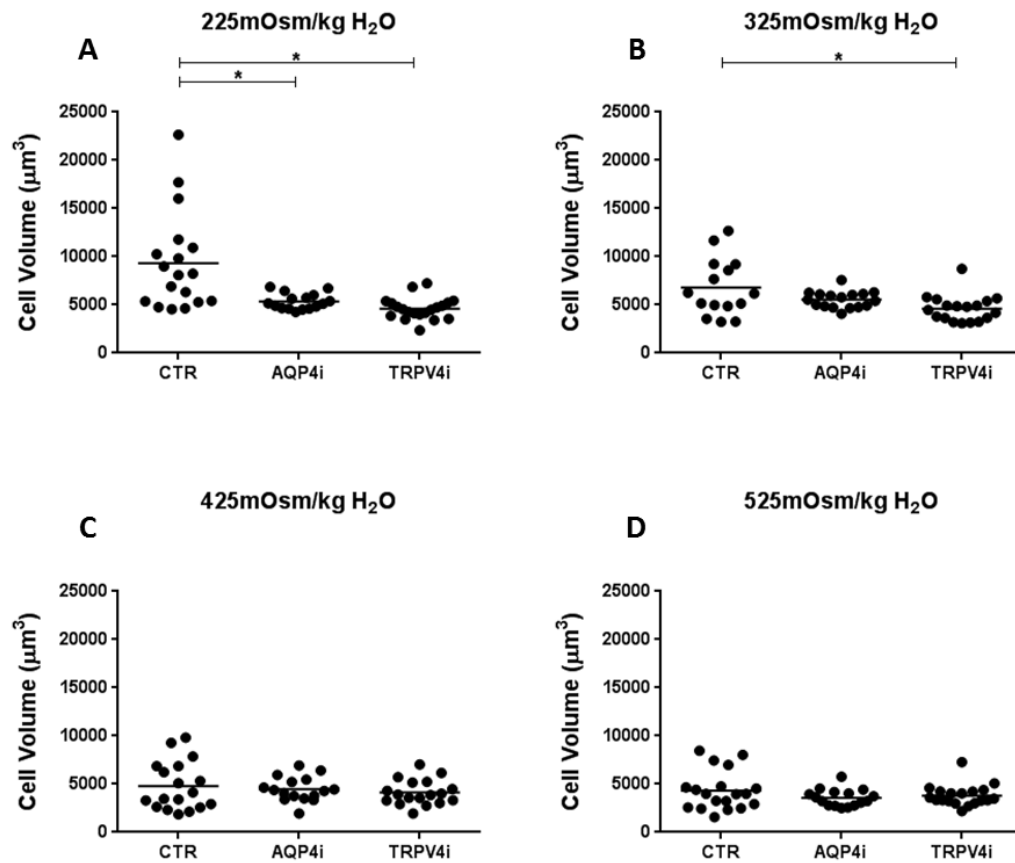 225mOsm/kg H₂O
A
*
*
Cell Volume (μm³)
25000
20000
15000
10000
5000
0
CTR AQP4i TRPV4i
325mOsm/kg H₂O
B
*
Cell Volume (μm³)
25000
20000
15000
10000
5000
0
CTR AQP4i TRPV4i
425mOsm/kg H₂O
C
Cell Volume (μm³)
25000
20000
15000
10000
5000
0
CTR AQP4i TRPV4i
525mOsm/kg H₂O
D
Cell Volume (μm³)
25000
20000
15000
10000
5000
0
CTR AQP4i TRPV4i